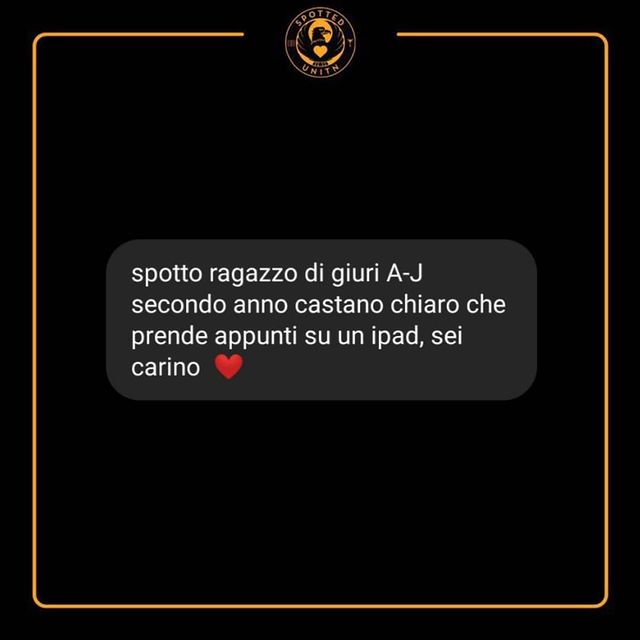 SPOTTED
UNITN
spotto ragazzo di giuri A-J
secondo anno castano chiaro che
prende appunti su un ipad, sei
carino ❤️